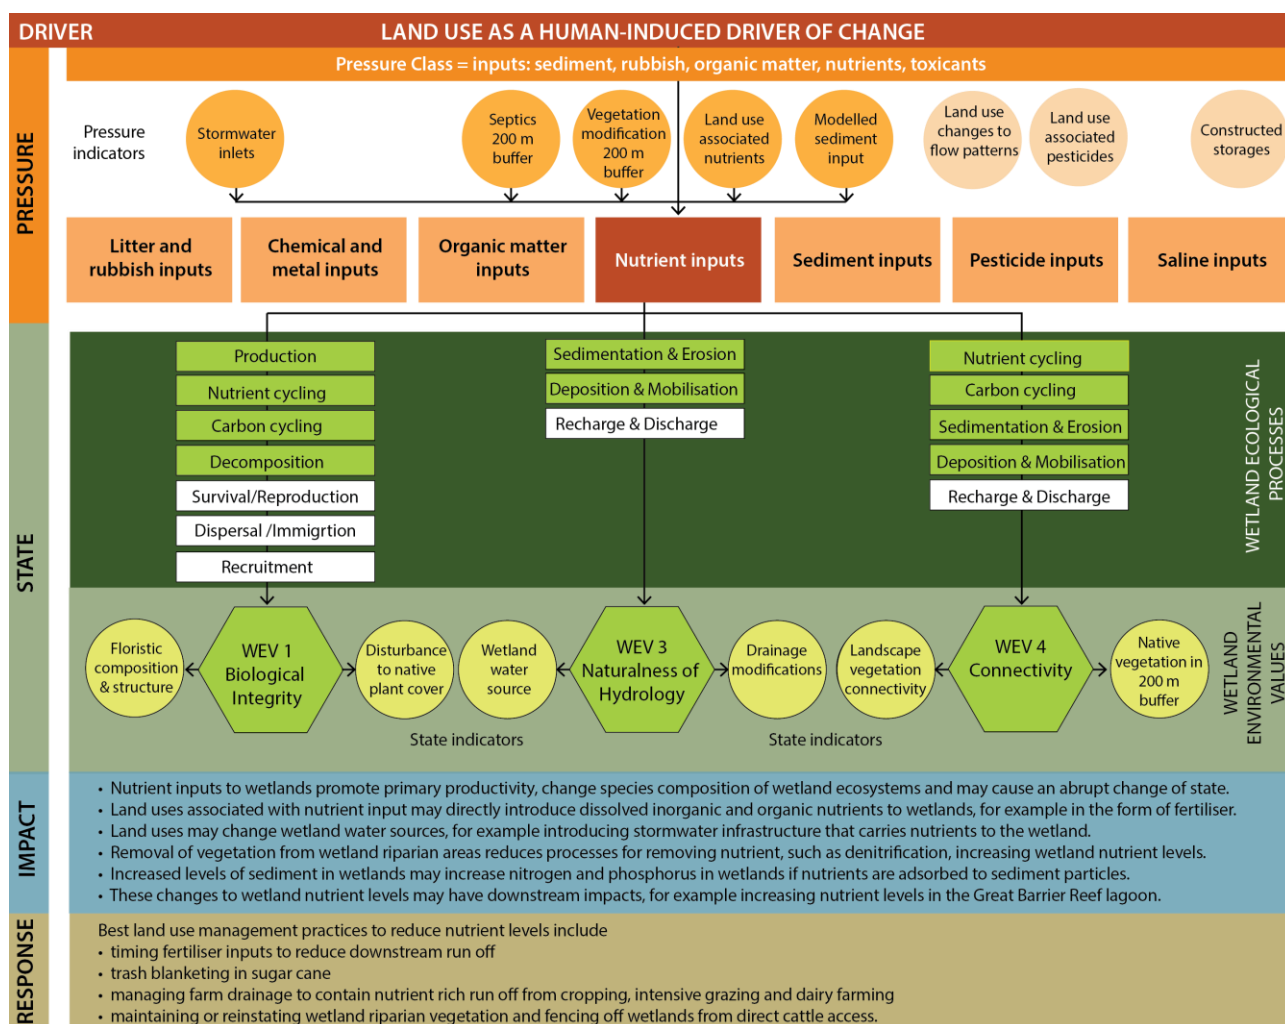 DRIVER
LAND USE AS A HUMAN-INDUCED DRIVER OF CHANGE
PRESSURE
Pressure Class = inputs: sediment, rubbish, organic matter, nutrients, toxicants
Pressure
indicators
Stormwater
inlets
Septics
200 m
buffer
Vegetation
modification
200 m
buffer
Land use
associated
nutrients
Modelled
sediment
input
Land use
changes to
flow patterns
Land use
associated
pesticides
Constructed
storages
Litter and
rubbish inputs
Chemical and
metal inputs
Organic matter
inputs
Nutrient inputs
Sediment inputs
Pesticide inputs
Saline inputs
STATE
Production
Nutrient cycling
Carbon cycling
Decomposition
Survival/Reproduction
Dispersal /Immigrtion
Recruitment
Sedimentation & Erosion
Deposition & Mobilisation
Recharge & Discharge
Nutrient cycling
Carbon cycling
Sedimentation & Erosion
Deposition & Mobilisation
Recharge & Discharge
WETLAND ECOLOGICAL
PROCESSES
Floristic
composition
& structure
WEV 1
Biological
Integrity
Disturbance
to native
plant cover
Wetland
water
source
WEV 3
Naturalness of
Hydrology
Drainage
modifications
Landscape
vegetation
connectivity
WEV 4
Connectivity
Native
vegetation in
200 m
buffer
State indicators
State indicators
WETLAND
ENVIRONMENTAL
VALUES
IMPACT
• Nutrient inputs to wetlands promote primary productivity, change species composition of wetland ecosystems and may cause an abrupt change of state.
• Land uses associated with nutrient input may directly introduce dissolved inorganic and organic nutrients to wetlands, for example in the form of fertiliser.
• Land uses may change wetland water sources, for example introducing stormwater infrastructure that carries nutrients to the wetland.
• Removal of vegetation from wetland riparian areas reduces processes for removing nutrient, such as denitrification, increasing wetland nutrient levels.
• Increased levels of sediment in wetlands may increase nitrogen and phosphorus in wetlands if nutrients are adsorbed to sediment particles.
• These changes to wetland nutrient levels may have downstream impacts, for example increasing nutrient levels in the Great Barrier Reef lagoon.
RESPONSE
Best land use management practices to reduce nutrient levels include
• timing fertiliser inputs to reduce downstream run off
• trash blanketing in sugar cane
• managing farm drainage to contain nutrient rich run off from cropping, intensive grazing and dairy farming
• maintaining or reinstating wetland riparian vegetation and fencing off wetlands from direct cattle access.